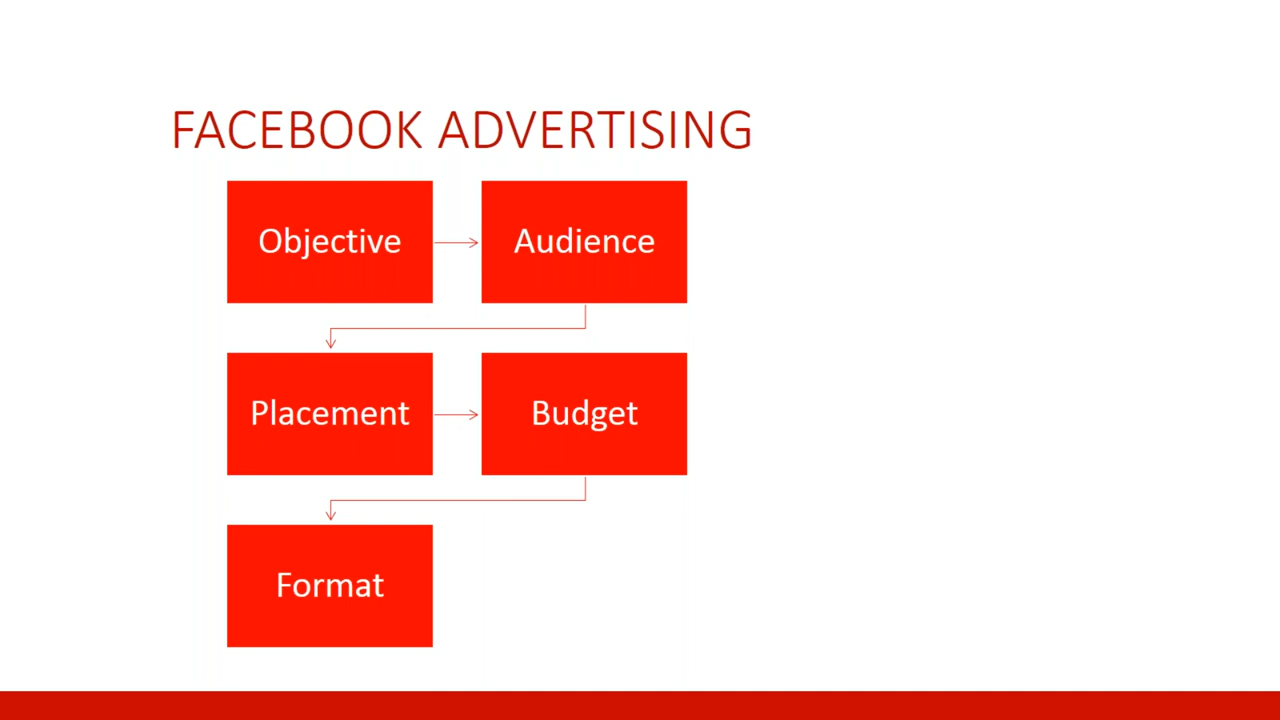 FACEBOOK ADVERTISING
Objective
Audience
Placement
Budget
Format